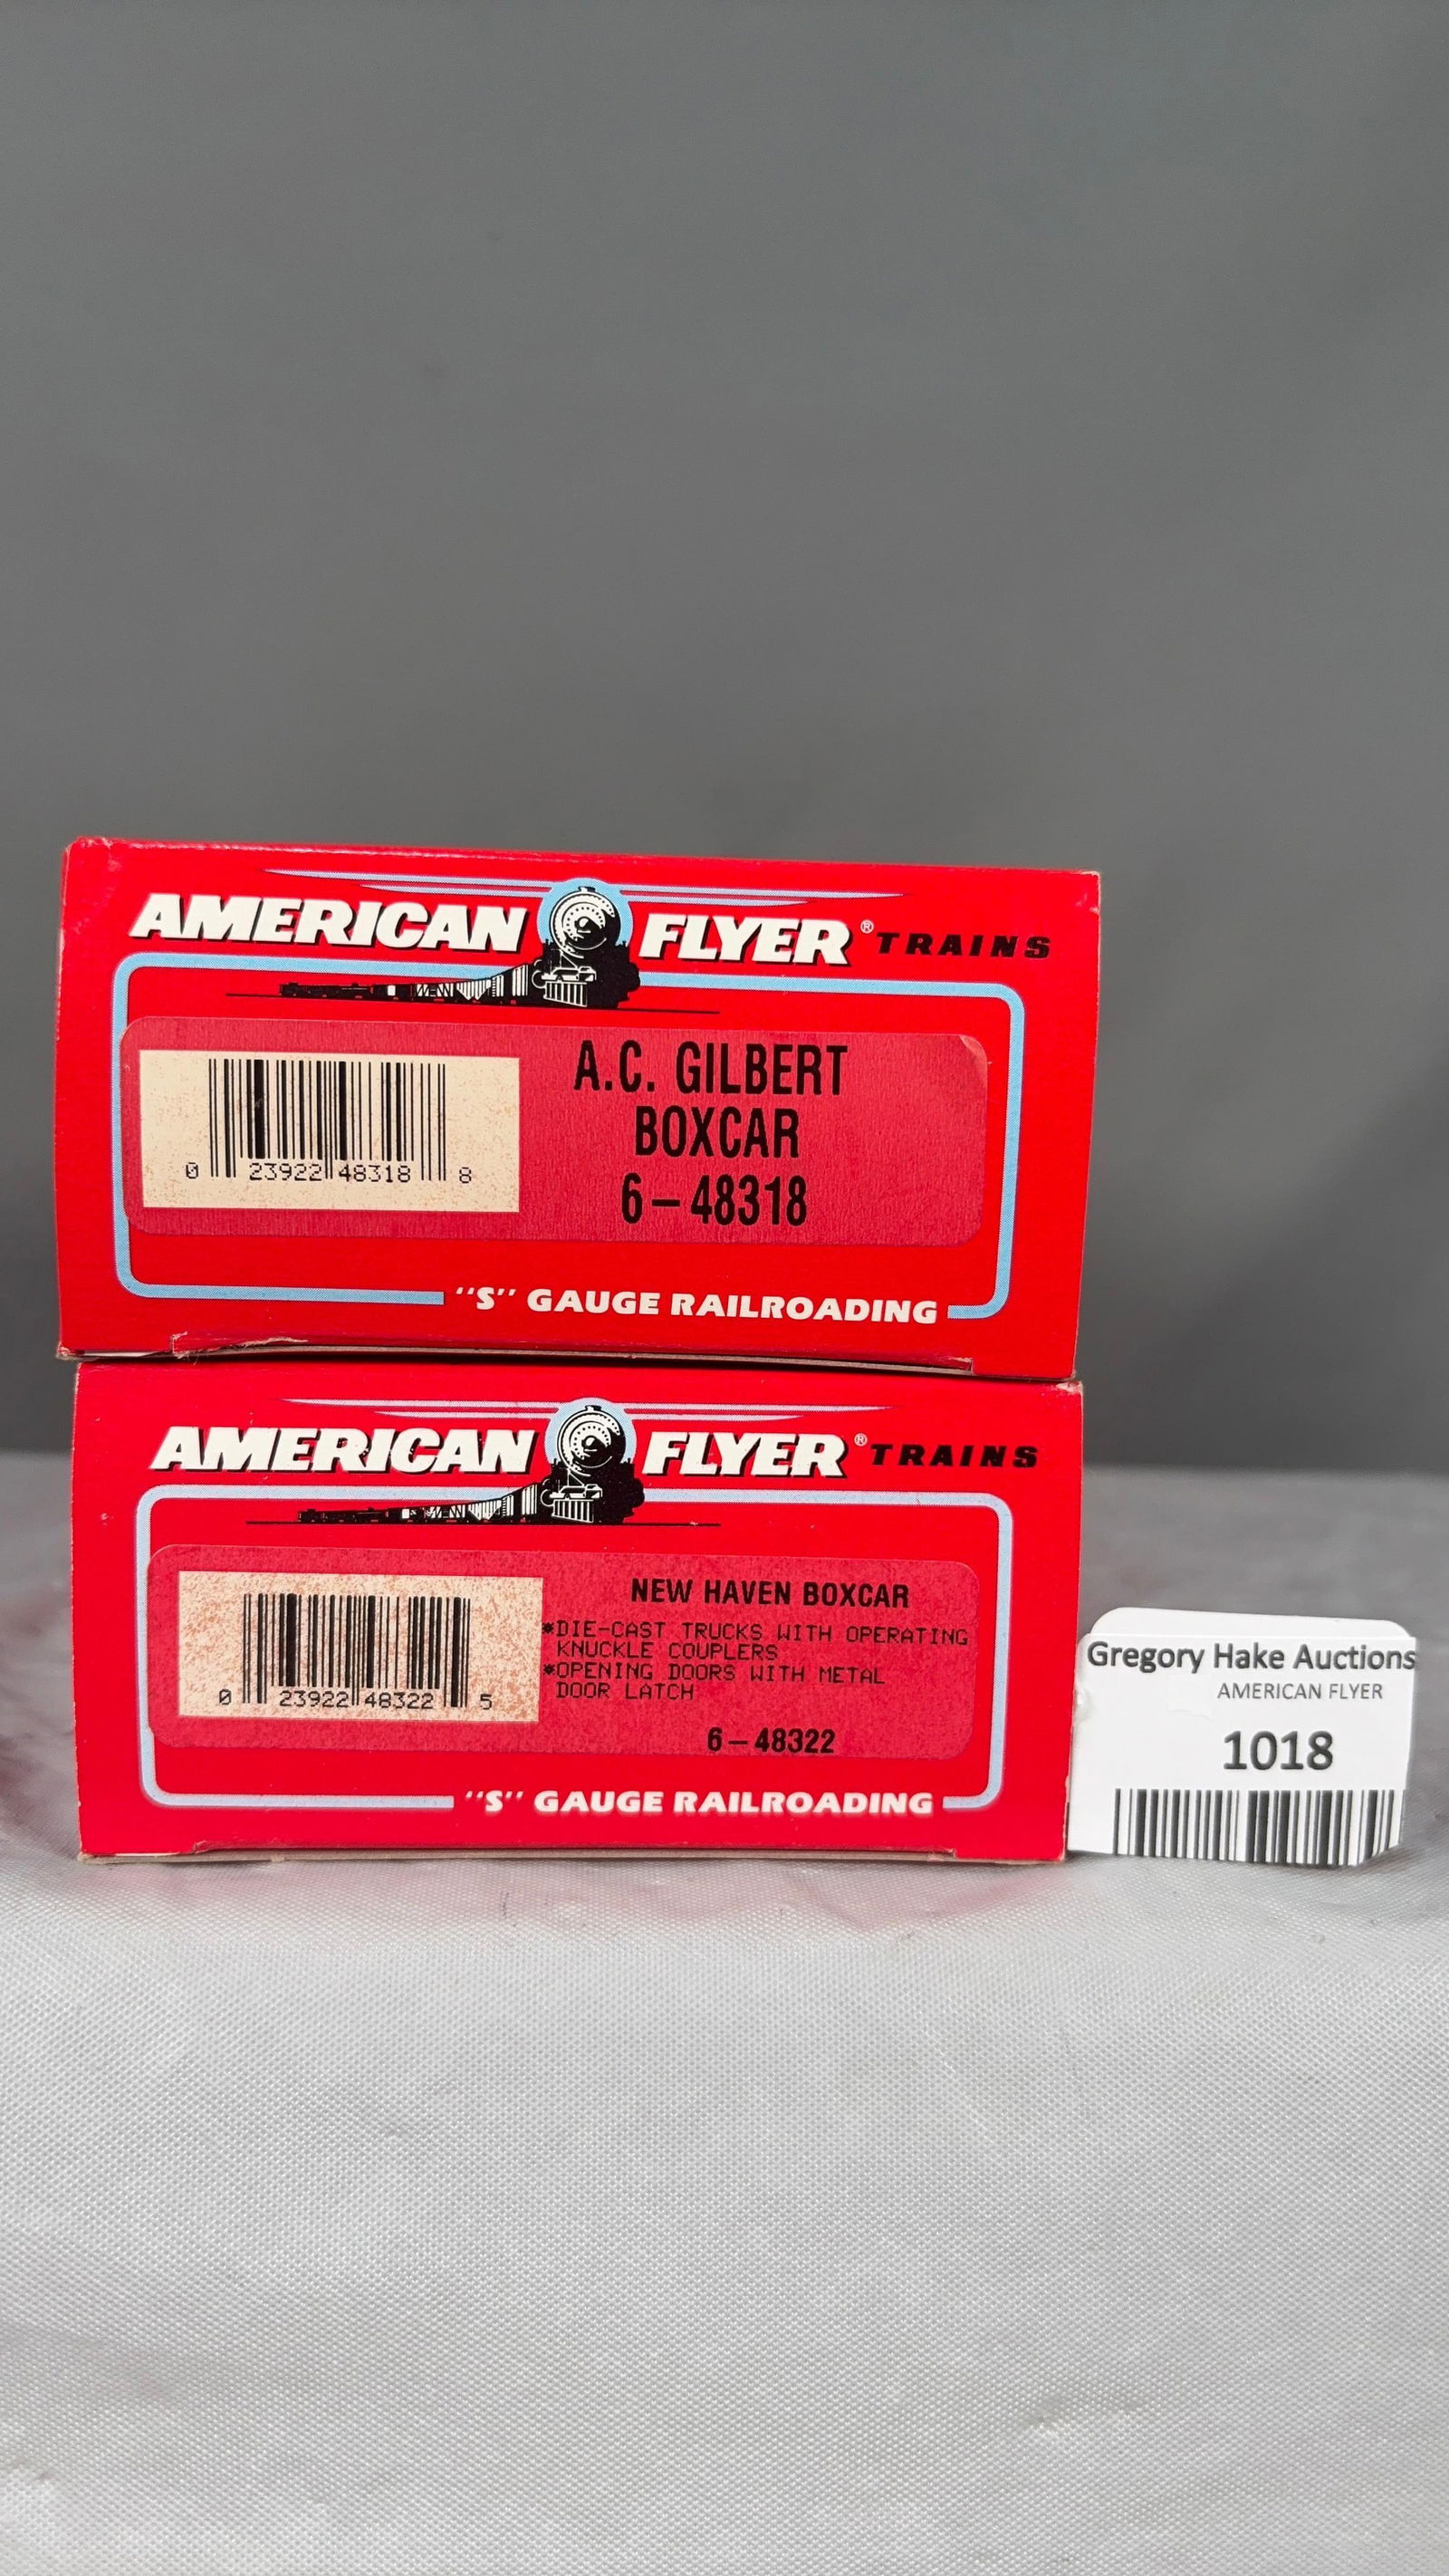 AMERICAN FLYER® TRAINS
A.C. GILBERT
BOXCAR
6-48318
0 23922 48318 8
"S" GAUGE RAILROADING
AMERICAN FLYER® TRAINS
NEW HAVEN BOXCAR
*DIE-CAST TRUCKS WITH OPERATING
KNUCKLE COUPLERS
*OPENING DOORS WITH METAL
DOOR LATCH
0 23922 48322 5
6-48322
"S" GAUGE RAILROADING
Gregory Hake Auctions
AMERICAN FLYER
1018